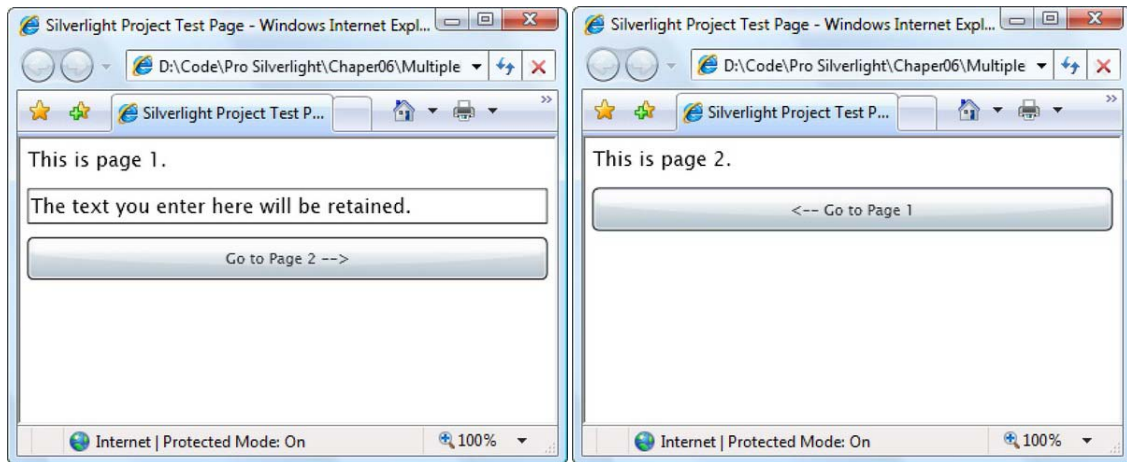 Silverlight Project Test Page - Windows Internet Expl...
D:\Code\Pro Silverlight\Chaper06\Multiple
Silverlight Project Test P...
This is page 1.
The text you enter here will be retained.
Go to Page 2 -->
Internet | Protected Mode: On
100%
Silverlight Project Test Page - Windows Internet Expl...
D:\Code\Pro Silverlight\Chaper06\Multiple
Silverlight Project Test P...
This is page 2.
<-- Go to Page 1
Internet | Protected Mode: On
100%